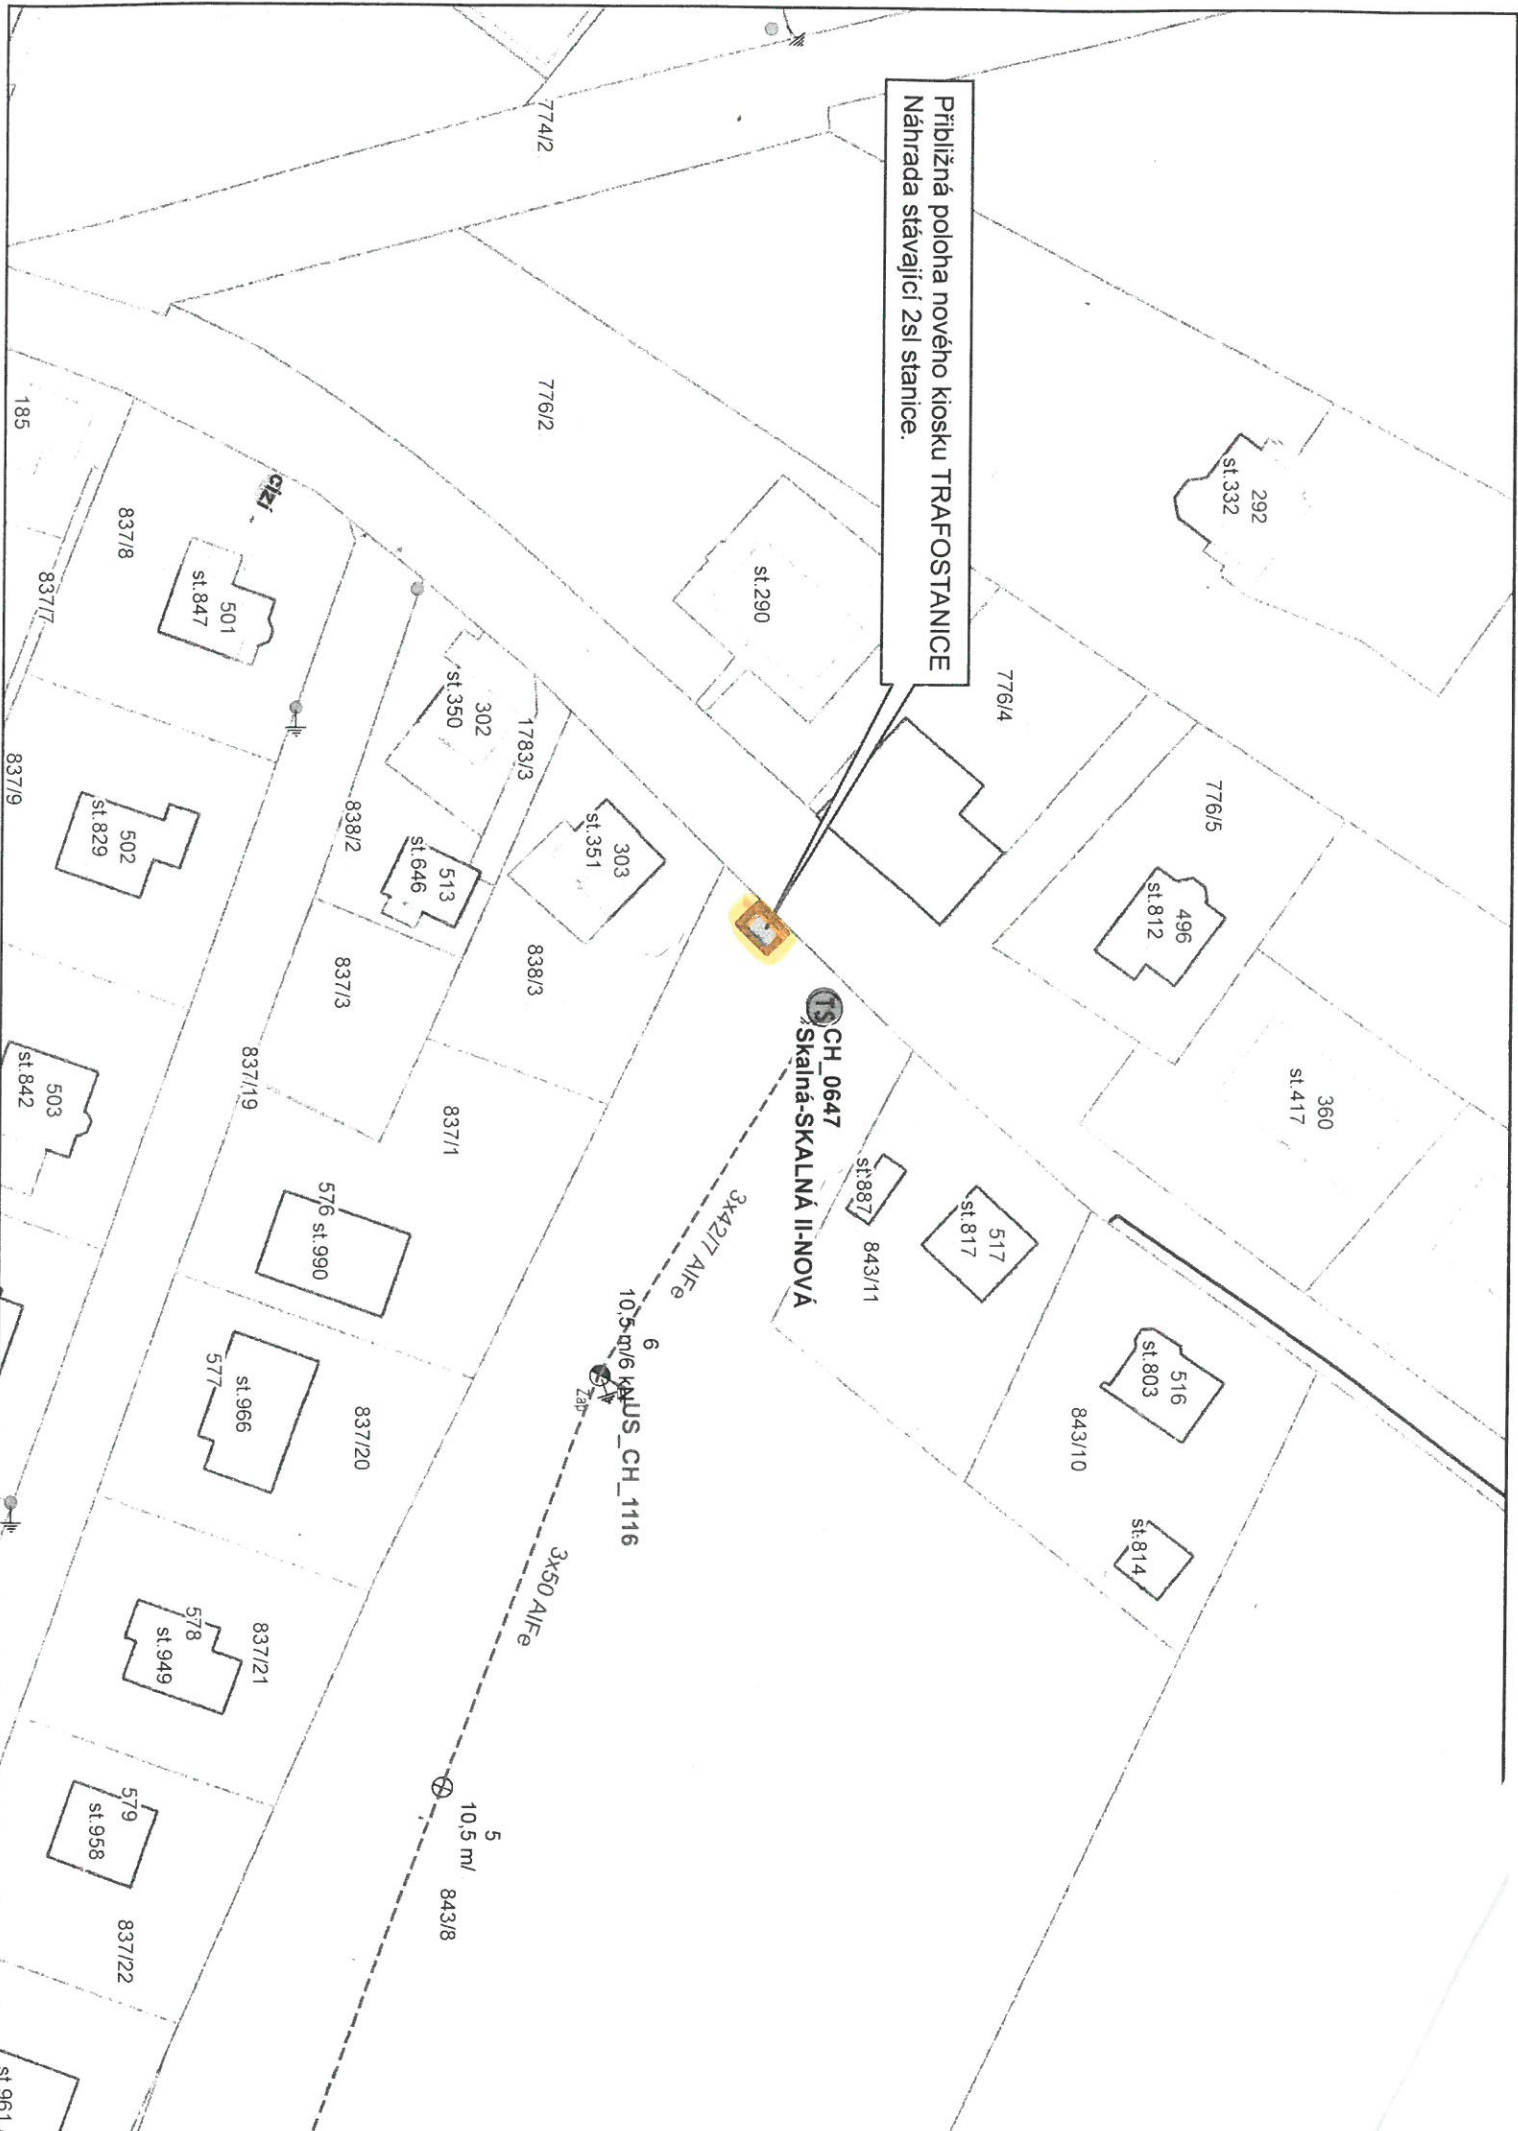 Přibližná poloha nového kiosku TRAFOSTANICE
Náhrada stávající 2sl stanice.
292
st.332
774/2
776/2
st.290
776/4
776/5
496
st.812
360
st.417
185
837/8
cizí
501
st.847
837/7
302
st.350
1783/3
303
st.351
838/2
513
st.646
837/9
502
st.829
837/3
838/3
TS
CH_0647
Skalná-SKALNÁ II-NOVÁ
503
st.842
837/19
837/1
3x42/7 AlFe
st.887
843/11
517
st.817
516
st.803
843/10
st.814
576
st.990
6
10,5 m/6 kN
US_CH_1116
Zap
577
st.966
837/20
3x50 AlFe
578
st.949
837/21
5
10,5 m/
843/8
579
st.958
837/22
st.961